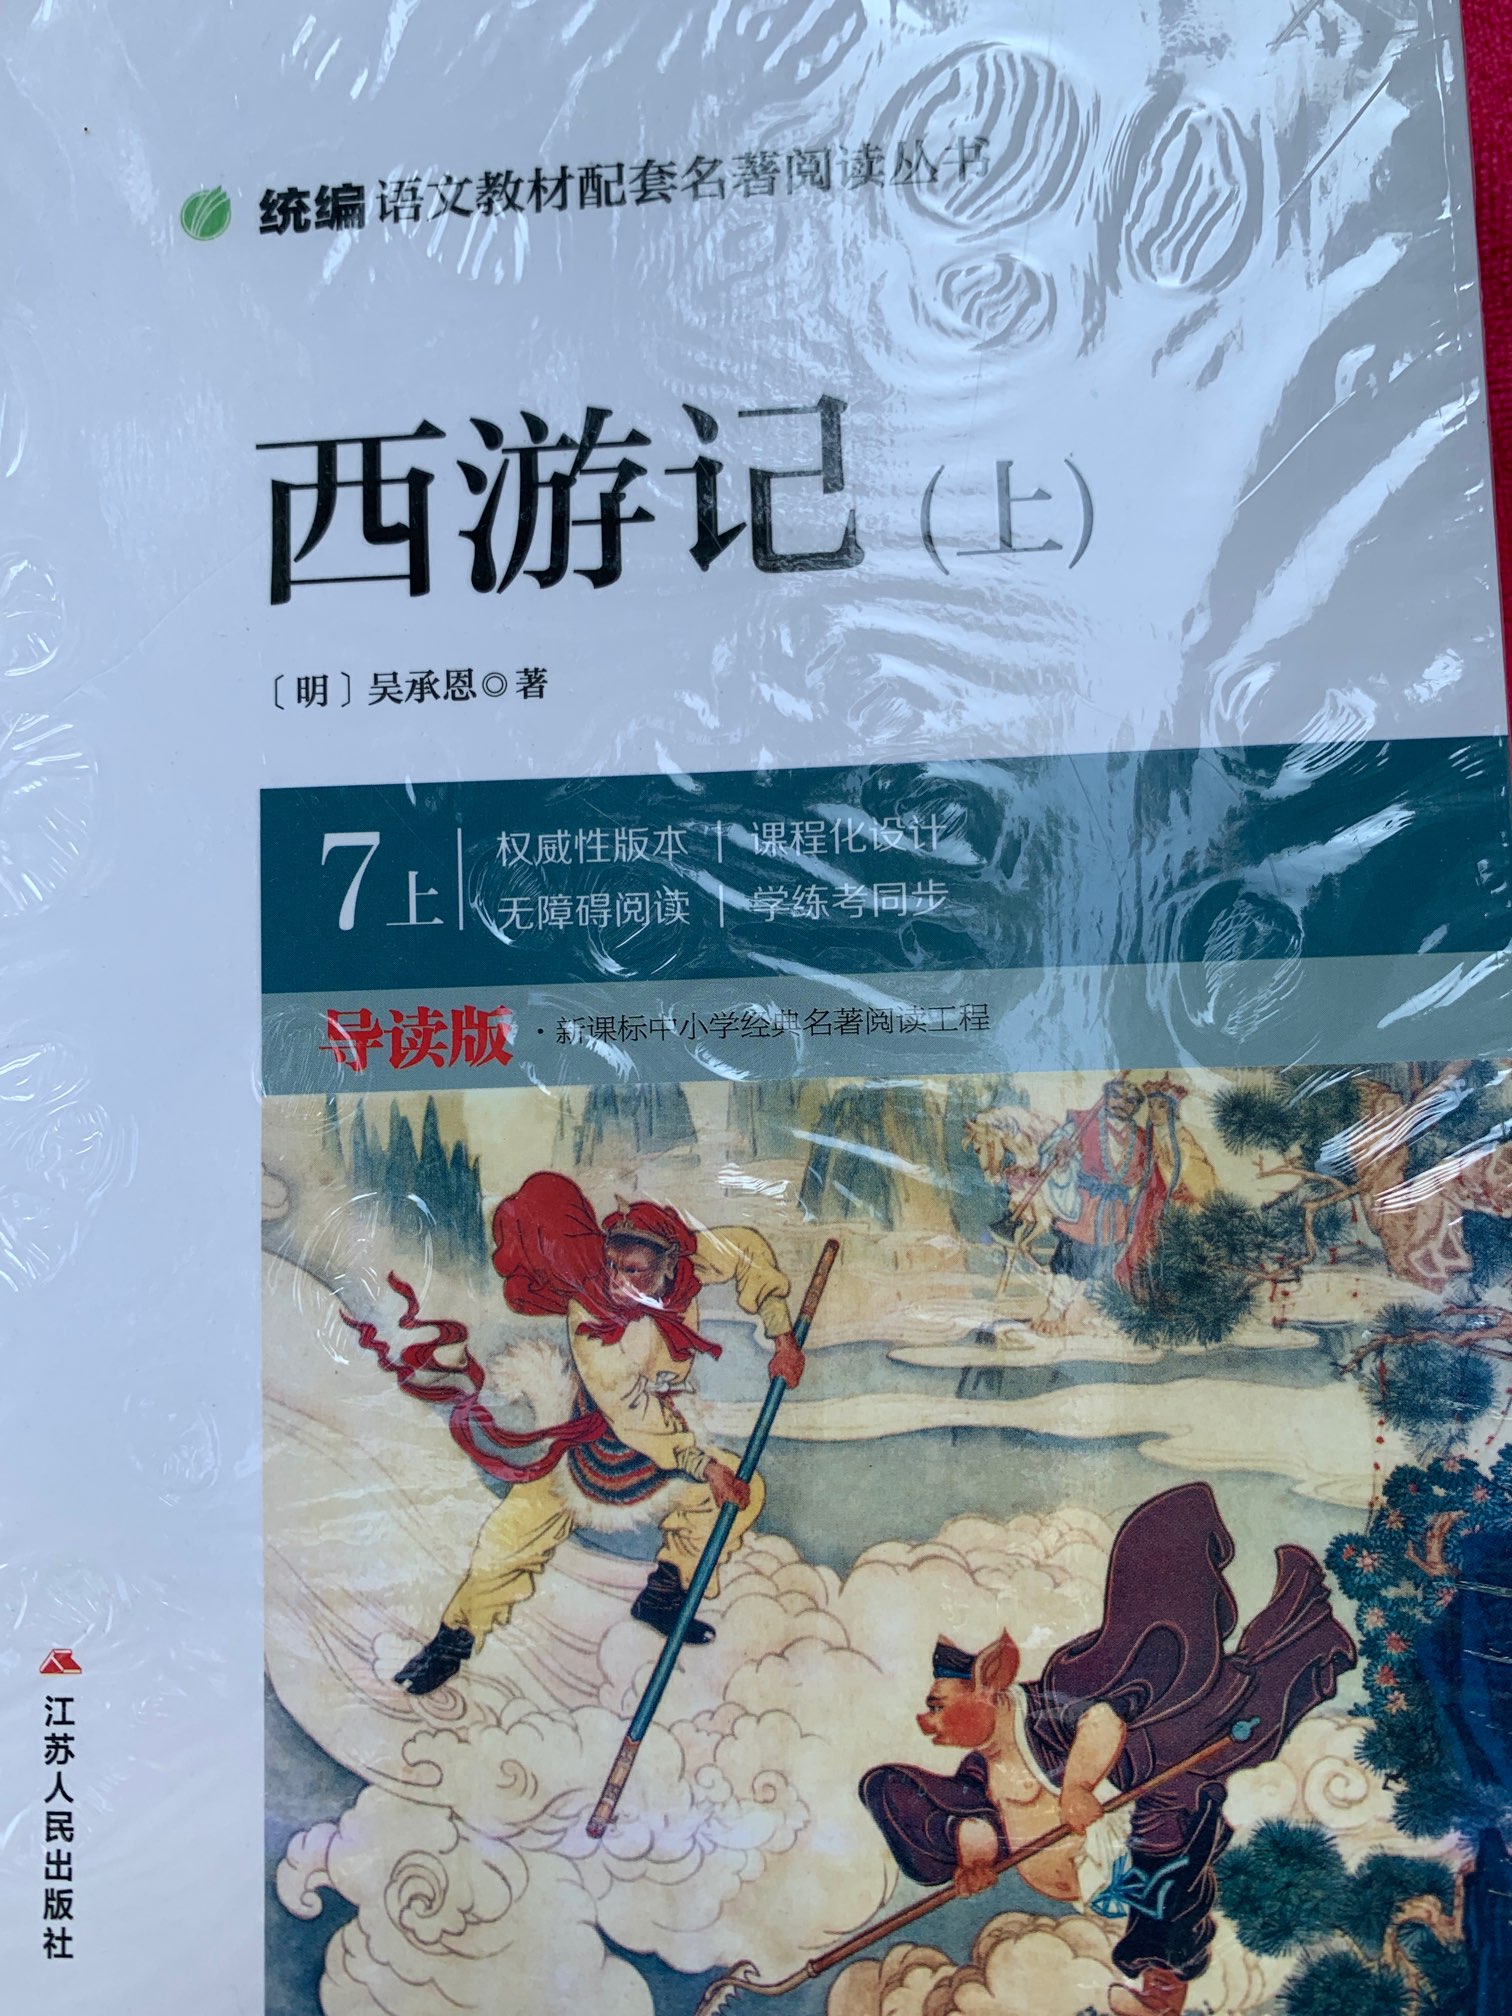 统编语文教材配套名著阅读丛书
西游记(上)
〔明〕吴承恩◎著
7上
权威性版本｜课程化设计
无障碍阅读｜学练考同步
导读版·新课标中小学经典名著阅读工程
江苏人民出版社